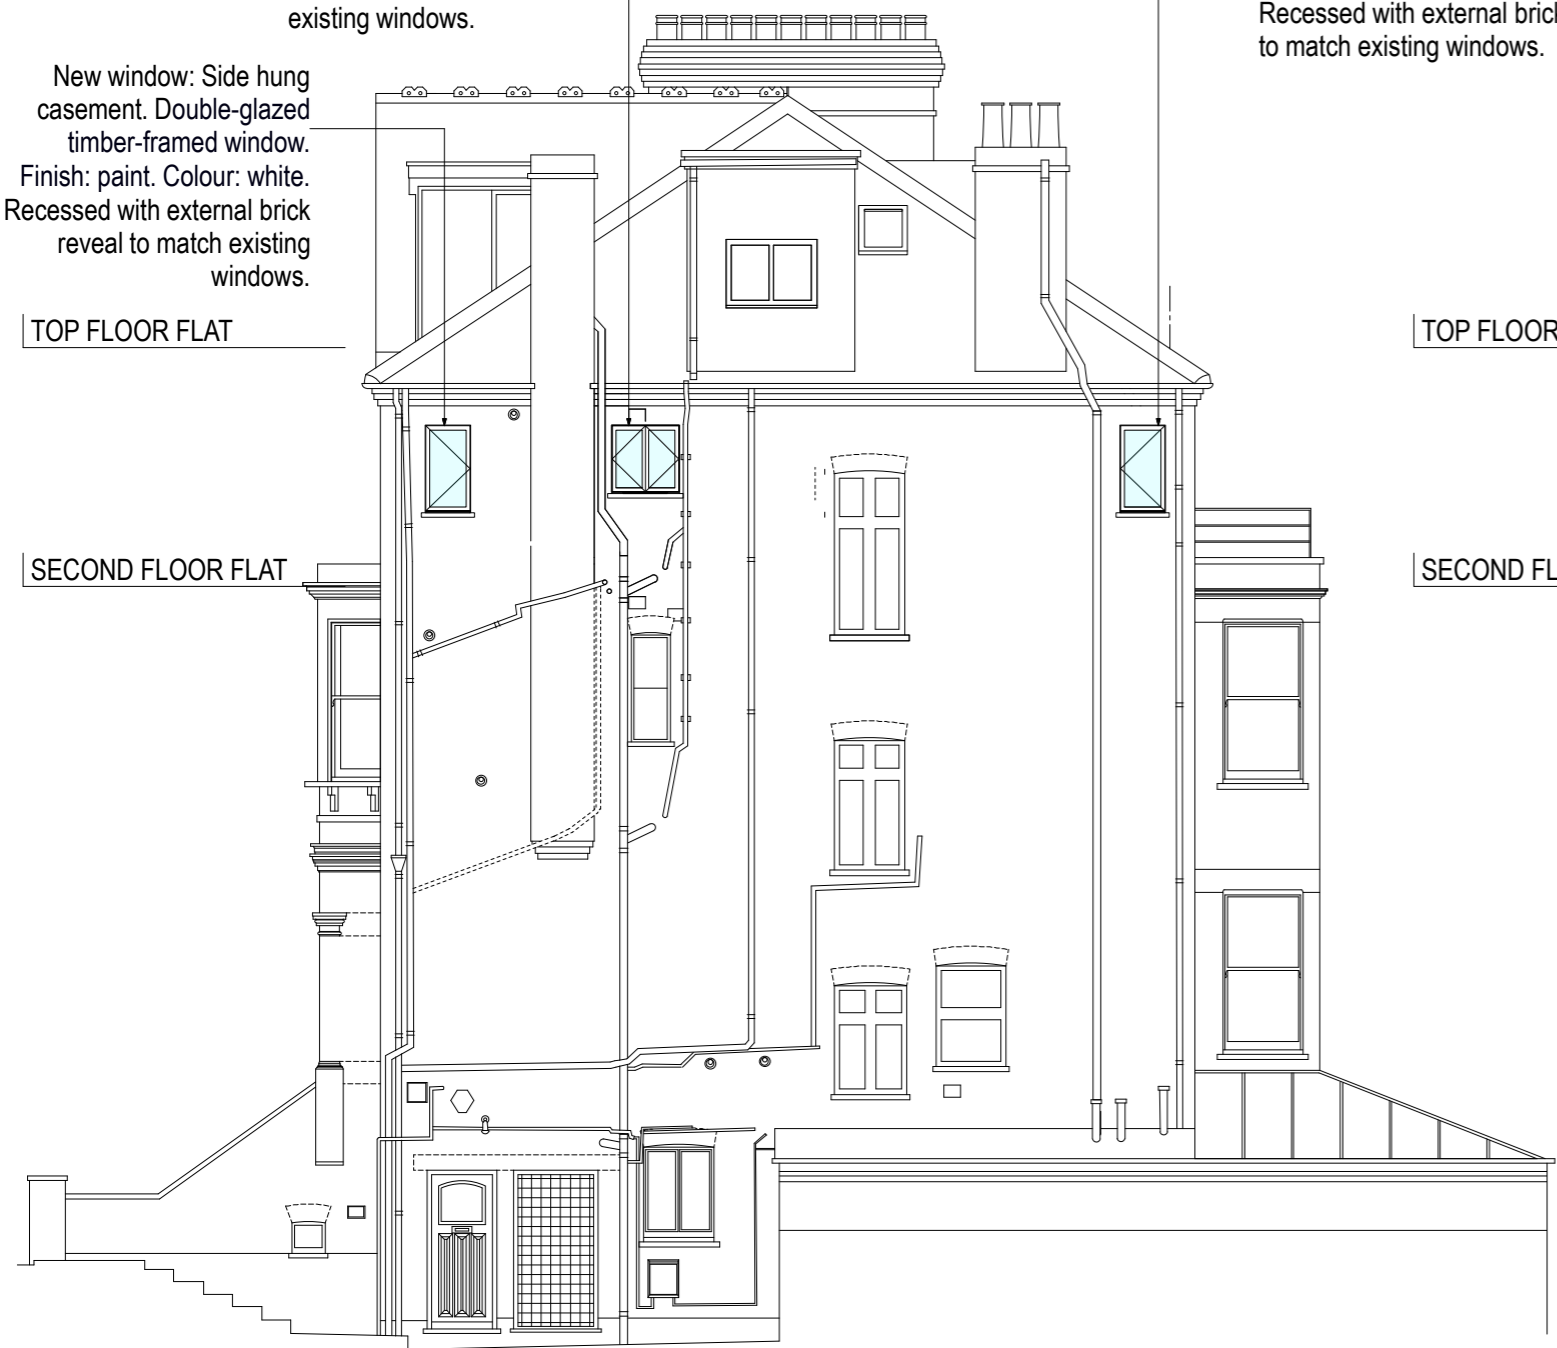 existing windows.
New window: Side hung
casement. Double-glazed
timber-framed window.
Finish: paint. Colour: white.
Recessed with external brick
reveal to match existing
windows.
Recessed with external brick
to match existing windows.
TOP FLOOR FLAT
TOP FLOOR
SECOND FLOOR FLAT
SECOND FL